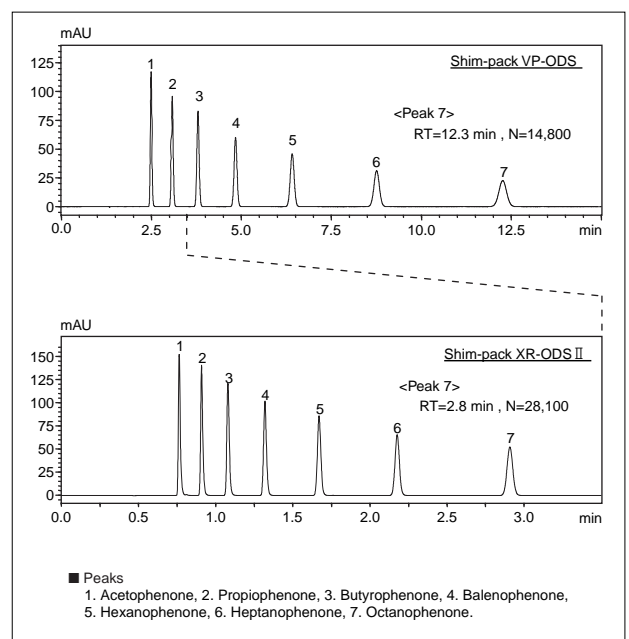 mAU
Shim-pack VP-ODS
125
100
75
50
25
0
1
2
3
4
5
6
7
<Peak 7>
RT=12.3 min , N=14,800
0.0 2.5 5.0 7.5 10.0 12.5 min
mAU
Shim-pack XR-ODS Ⅱ
150
125
100
75
50
25
0
1
2
3
4
5
6
7
<Peak 7>
RT=2.8 min , N=28,100
0.0 0.5 1.0 1.5 2.0 2.5 3.0 min
■ Peaks
1. Acetophenone, 2. Propiophenone, 3. Butyrophenone, 4. Balenophenone,
5. Hexanophenone, 6. Heptanophenone, 7. Octanophenone.